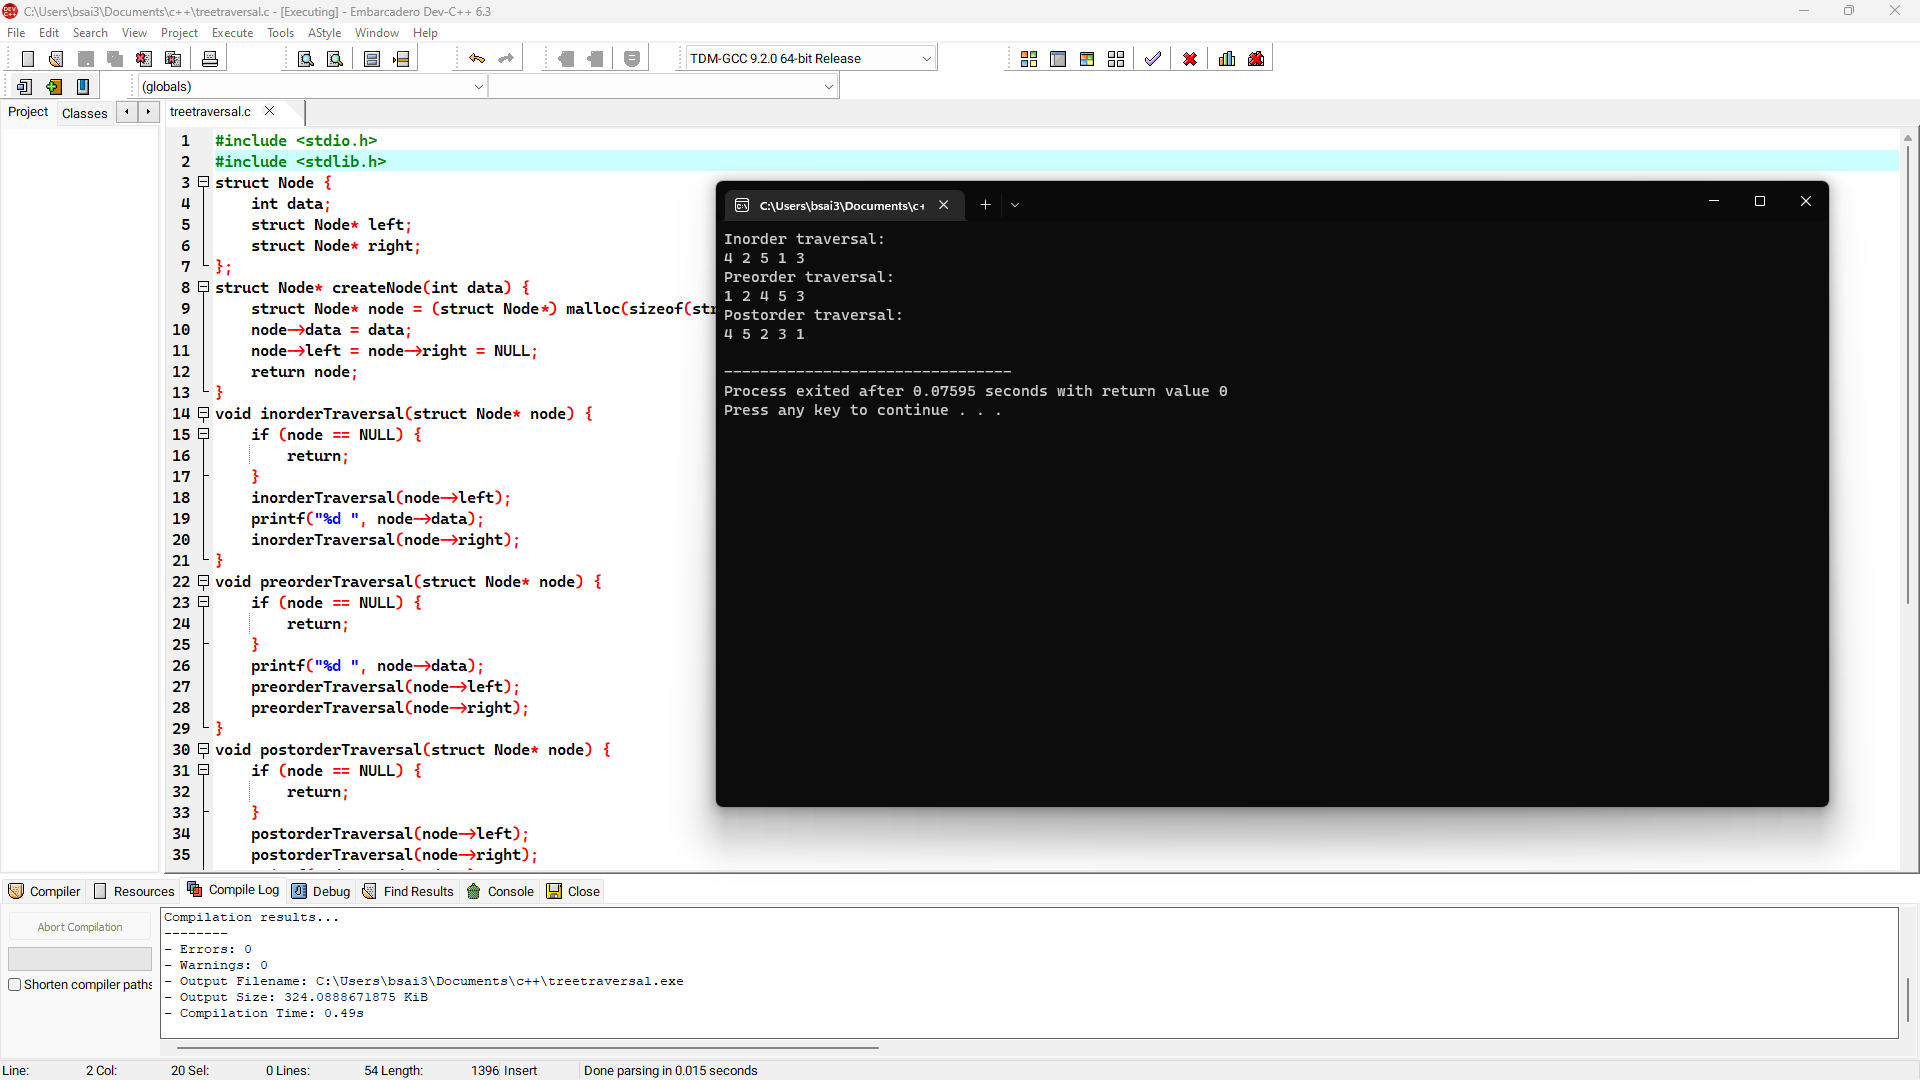 C:\Users\bsai3\Documents\c++\treetraversal.c - [Executing] - Embarcadero Dev-C++ 6.3
File Edit Search View Project Execute Tools AStyle Window Help
TDM-GCC 9.2.0 64-bit Release
(globals)
Project Classes treetraversal.c
1 #include <stdio.h>
2 #include <stdlib.h>
3 struct Node {
4 int data;
5 struct Node* left;
6 struct Node* right;
7 };
8 struct Node* createNode(int data) {
9 struct Node* node = (struct Node*) malloc(sizeof(str
10 node->data = data;
11 node->left = node->right = NULL;
12 return node;
13 }
14 void inorderTraversal(struct Node* node) {
15 if (node == NULL) {
16 return;
17 }
18 inorderTraversal(node->left);
19 printf("%d ", node->data);
20 inorderTraversal(node->right);
21 }
22 void preorderTraversal(struct Node* node) {
23 if (node == NULL) {
24 return;
25 }
26 printf("%d ", node->data);
27 preorderTraversal(node->left);
28 preorderTraversal(node->right);
29 }
30 void postorderTraversal(struct Node* node) {
31 if (node == NULL) {
32 return;
33 }
34 postorderTraversal(node->left);
35 postorderTraversal(node->right);
C:\Users\bsai3\Documents\c+
Inorder traversal:
4 2 5 1 3
Preorder traversal:
1 2 4 5 3
Postorder traversal:
4 5 2 3 1
--------------------------------
Process exited after 0.07595 seconds with return value 0
Press any key to continue . . .
Compiler Resources Compile Log Debug Find Results Console Close
Abort Compilation
Shorten compiler paths
Compilation results...
--------
- Errors: 0
- Warnings: 0
- Output Filename: C:\Users\bsai3\Documents\c++\treetraversal.exe
- Output Size: 324.0888671875 KiB
- Compilation Time: 0.49s
Line: 2 Col: 20 Sel: 0 Lines: 54 Length: 1396 Insert Done parsing in 0.015 seconds